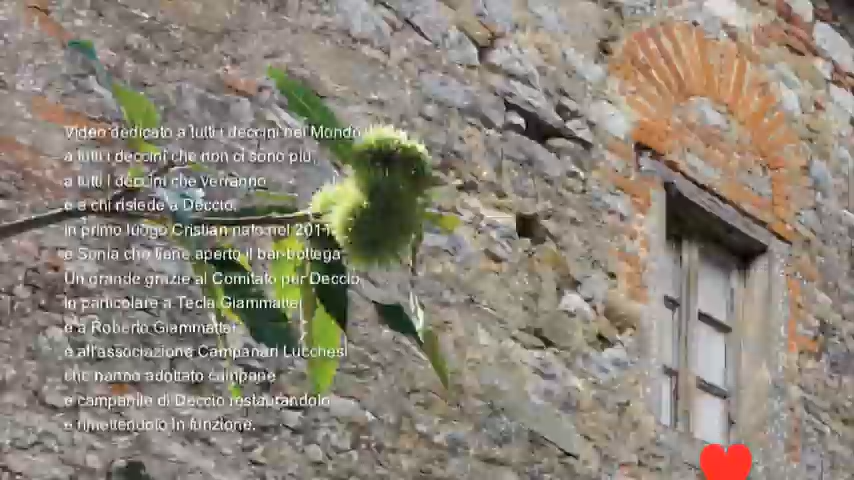 Video dedicato a tutti i deccini nel Mondo
a tutti i deccini che non ci sono più,
a tutti i deccini che verranno
e a chi risiede a Deccio,
in primo luogo Cristian nato nel 2011
e Sonia che tiene aperto il bar-bottega
Un grande grazie al Comitato per Deccio
in particolare a Tecla Giammattei
e a Roberto Giammattei
e all'associazione Campanari Lucchesi
che hanno adottato campane
e campanile di Deccio restaurandolo
e rimettendolo in funzione.